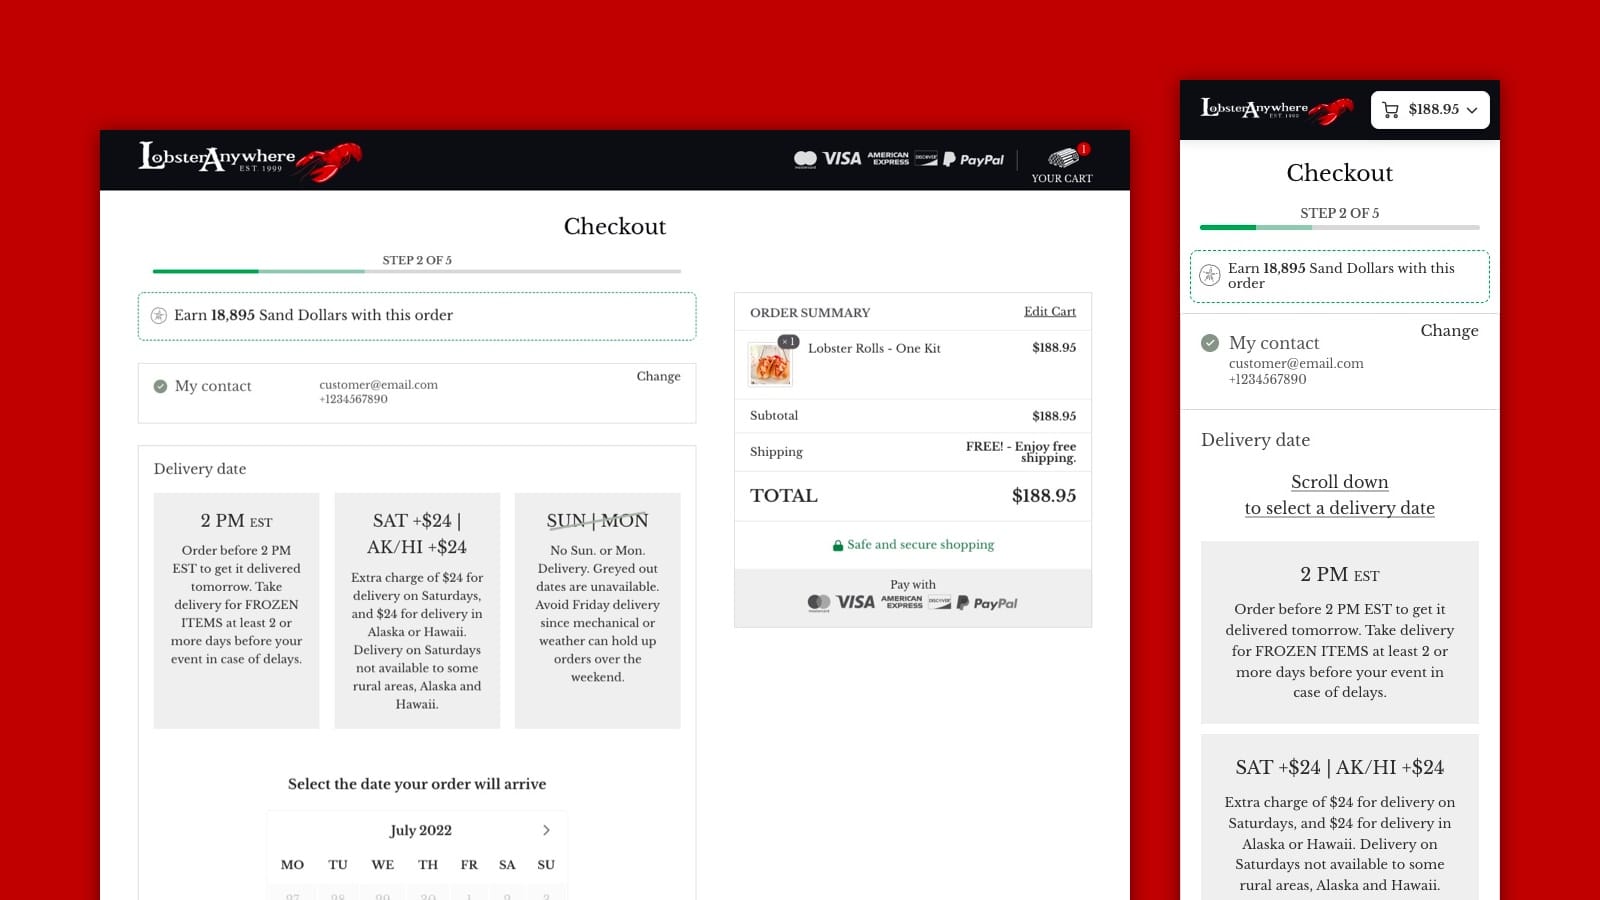 LobsterAnywhere
EST. 1999
mastercard VISA AMERICAN EXPRESS DISCOVER PayPal
1
YOUR CART
Checkout
STEP 2 OF 5
Earn 18,895 Sand Dollars with this order
My contact
customer@email.com
+1234567890
Change
Delivery date
2 PM EST
Order before 2 PM
EST to get it delivered
tomorrow. Take
delivery for FROZEN
ITEMS at least 2 or
more days before your
event in case of delays.
SAT +$24 |
AK/HI +$24
Extra charge of $24 for
delivery on Saturdays,
and $24 for delivery in
Alaska or Hawaii.
Delivery on Saturdays
not available to some
rural areas, Alaska and
Hawaii.
SUN | MON
No Sun. or Mon.
Delivery. Greyed out
dates are unavailable.
Avoid Friday delivery
since mechanical or
weather can hold up
orders over the
weekend.
Select the date your order will arrive
July 2022
MO TU WE TH FR SA SU
27 28 29 30 1 2 3
ORDER SUMMARY Edit Cart
× 1
Lobster Rolls - One Kit $188.95
Subtotal $188.95
Shipping FREE! - Enjoy free
shipping.
TOTAL $188.95
Safe and secure shopping
Pay with
mastercard VISA AMERICAN EXPRESS DISCOVER PayPal
LobsterAnywhere
EST. 1999
$188.95
Checkout
STEP 2 OF 5
Earn 18,895 Sand Dollars with this
order
Change
My contact
customer@email.com
+1234567890
Delivery date
Scroll down
to select a delivery date
2 PM EST
Order before 2 PM EST to get it
delivered tomorrow. Take delivery
for FROZEN ITEMS at least 2 or
more days before your event in
case of delays.
SAT +$24 | AK/HI +$24
Extra charge of $24 for delivery on
Saturdays, and $24 for delivery in
Alaska or Hawaii. Delivery on
Saturdays not available to some
rural areas, Alaska and Hawaii.